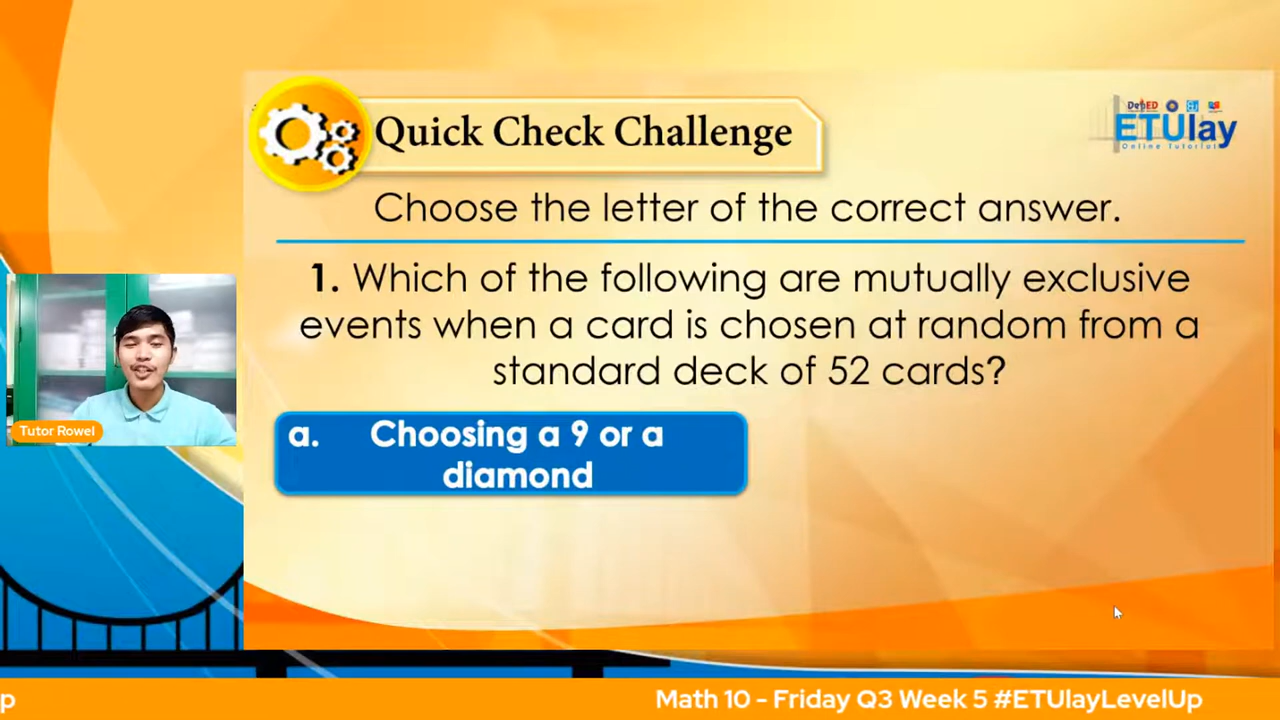 Quick Check Challenge
DepED
ETUlay
Online Tutorial
Choose the letter of the correct answer.
1. Which of the following are mutually exclusive
events when a card is chosen at random from a
standard deck of 52 cards?
a. Choosing a 9 or a
diamond
Tutor Rowel
p
Math 10 - Friday Q3 Week 5 #ETUlayLevelUp